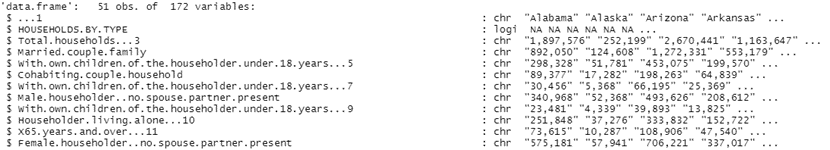 'data.frame': 51 obs. of 172 variables:
$ ...1 : chr "Alabama" "Alaska" "Arizona" "Arkansas" ...
$ HOUSEHOLDS.BY.TYPE : logi NA NA NA NA NA ...
$ Total.households...3 : chr "1,897,576" "252,199" "2,670,441" "1,163,647" ...
$ Married.couple.family : chr "892,050" "124,608" "1,272,331" "553,179" ...
$ With.own.children.of.the.householder.under.18.years...5 : chr "298,328" "51,781" "453,075" "199,570" ...
$ Cohabiting.couple.household : chr "89,377" "17,282" "198,263" "64,839" ...
$ With.own.children.of.the.householder.under.18.years...7 : chr "30,456" "5,368" "66,195" "25,369" ...
$ Male.householder..no.spouse.partner.present : chr "340,968" "52,368" "493,626" "208,612" ...
$ With.own.children.of.the.householder.under.18.years...9 : chr "23,481" "4,339" "39,893" "13,825" ...
$ Householder.living.alone...10 : chr "251,848" "37,276" "333,832" "152,722" ...
$ X65.years.and.over...11 : chr "73,615" "10,287" "108,906" "47,540" ...
$ Female.householder..no.spouse.partner.present : chr "575,181" "57,941" "706,221" "337,017" ...